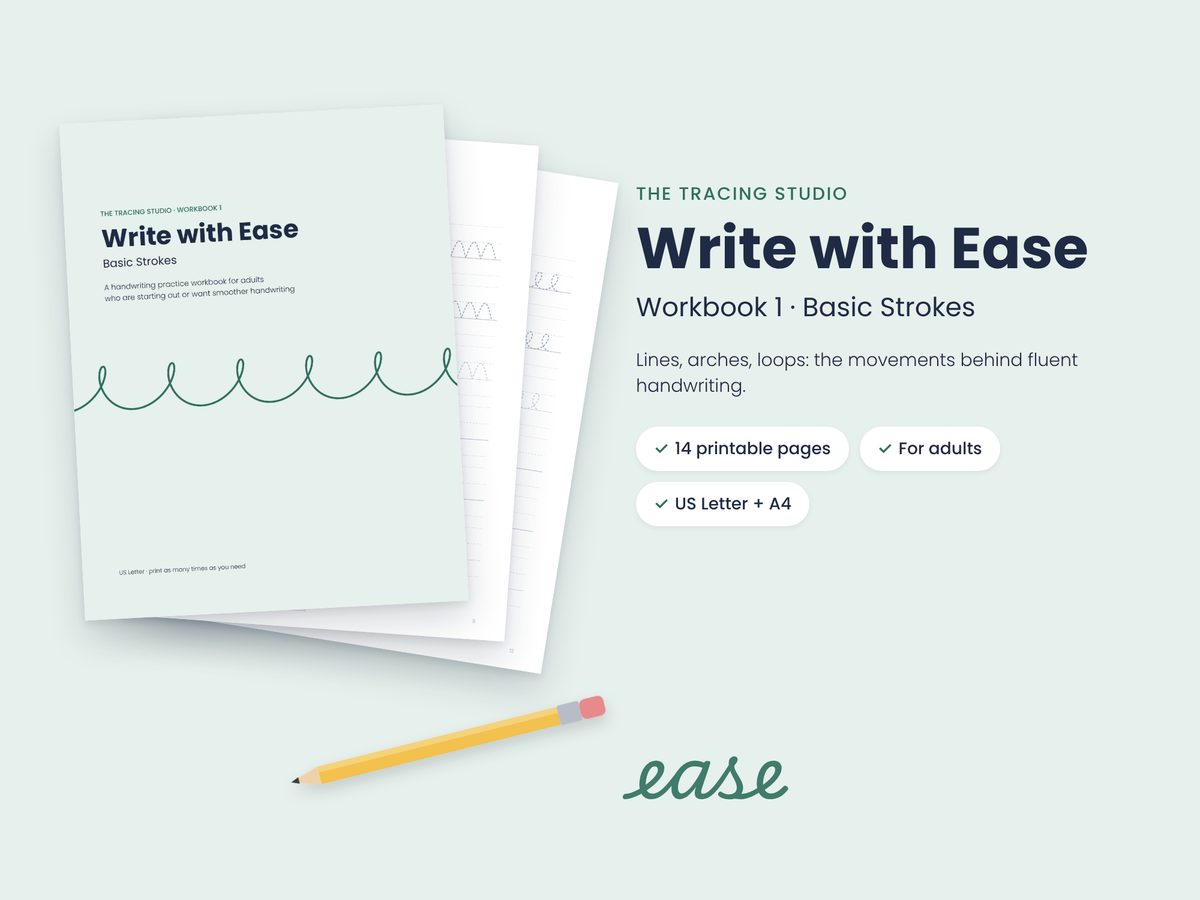 THE TRACING STUDIO · WORKBOOK 1
Write with Ease
Basic Strokes
A handwriting practice workbook for adults
who are starting out or want smoother handwriting
US Letter · print as many times as you need
THE TRACING STUDIO
Write with Ease
Workbook 1 · Basic Strokes
Lines, arches, loops: the movements behind fluent
handwriting.
14 printable pages
For adults
US Letter + A4
ease